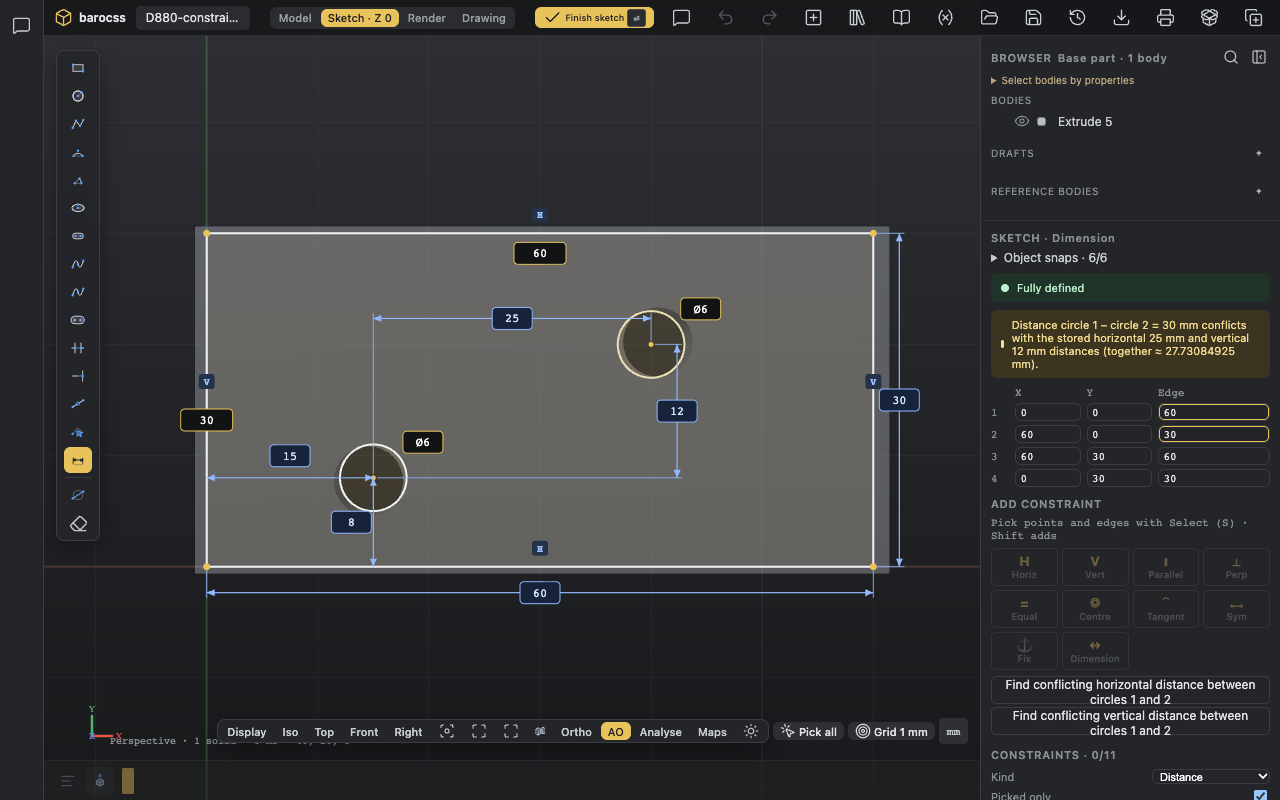 barocss
D880-constrai...
Model
Sketch · Z 0
Render
Drawing
Finish sketch
BROWSER Base part · 1 body
Select bodies by properties
BODIES
Extrude 5
DRAFTS
REFERENCE BODIES
SKETCH · Dimension
Object snaps · 6/6
Fully defined
Distance circle 1 – circle 2 = 30 mm conflicts
with the stored horizontal 25 mm and vertical
12 mm distances (together ≈ 27.73084925
mm).
X Y Edge
1 0 0 60
2 60 0 30
3 60 30 60
4 0 30 30
ADD CONSTRAINT
Pick points and edges with Select (S) ·
Shift adds
H
Horiz
V
Vert
Parallel
Perp
Equal
Centre
Tangent
Sym
Fix
Dimension
Find conflicting horizontal distance between
circles 1 and 2
Find conflicting vertical distance between
circles 1 and 2
CONSTRAINTS · 0/11
Kind Distance
Picked only
H
60
Ø6
25
V
V
30
12
30
Ø6
15
8
H
60
Y
X
Perspective · 1
Display
Iso
Top
Front
Right
Ortho
AO
Analyse
Maps
Pick all
Grid 1 mm
mm